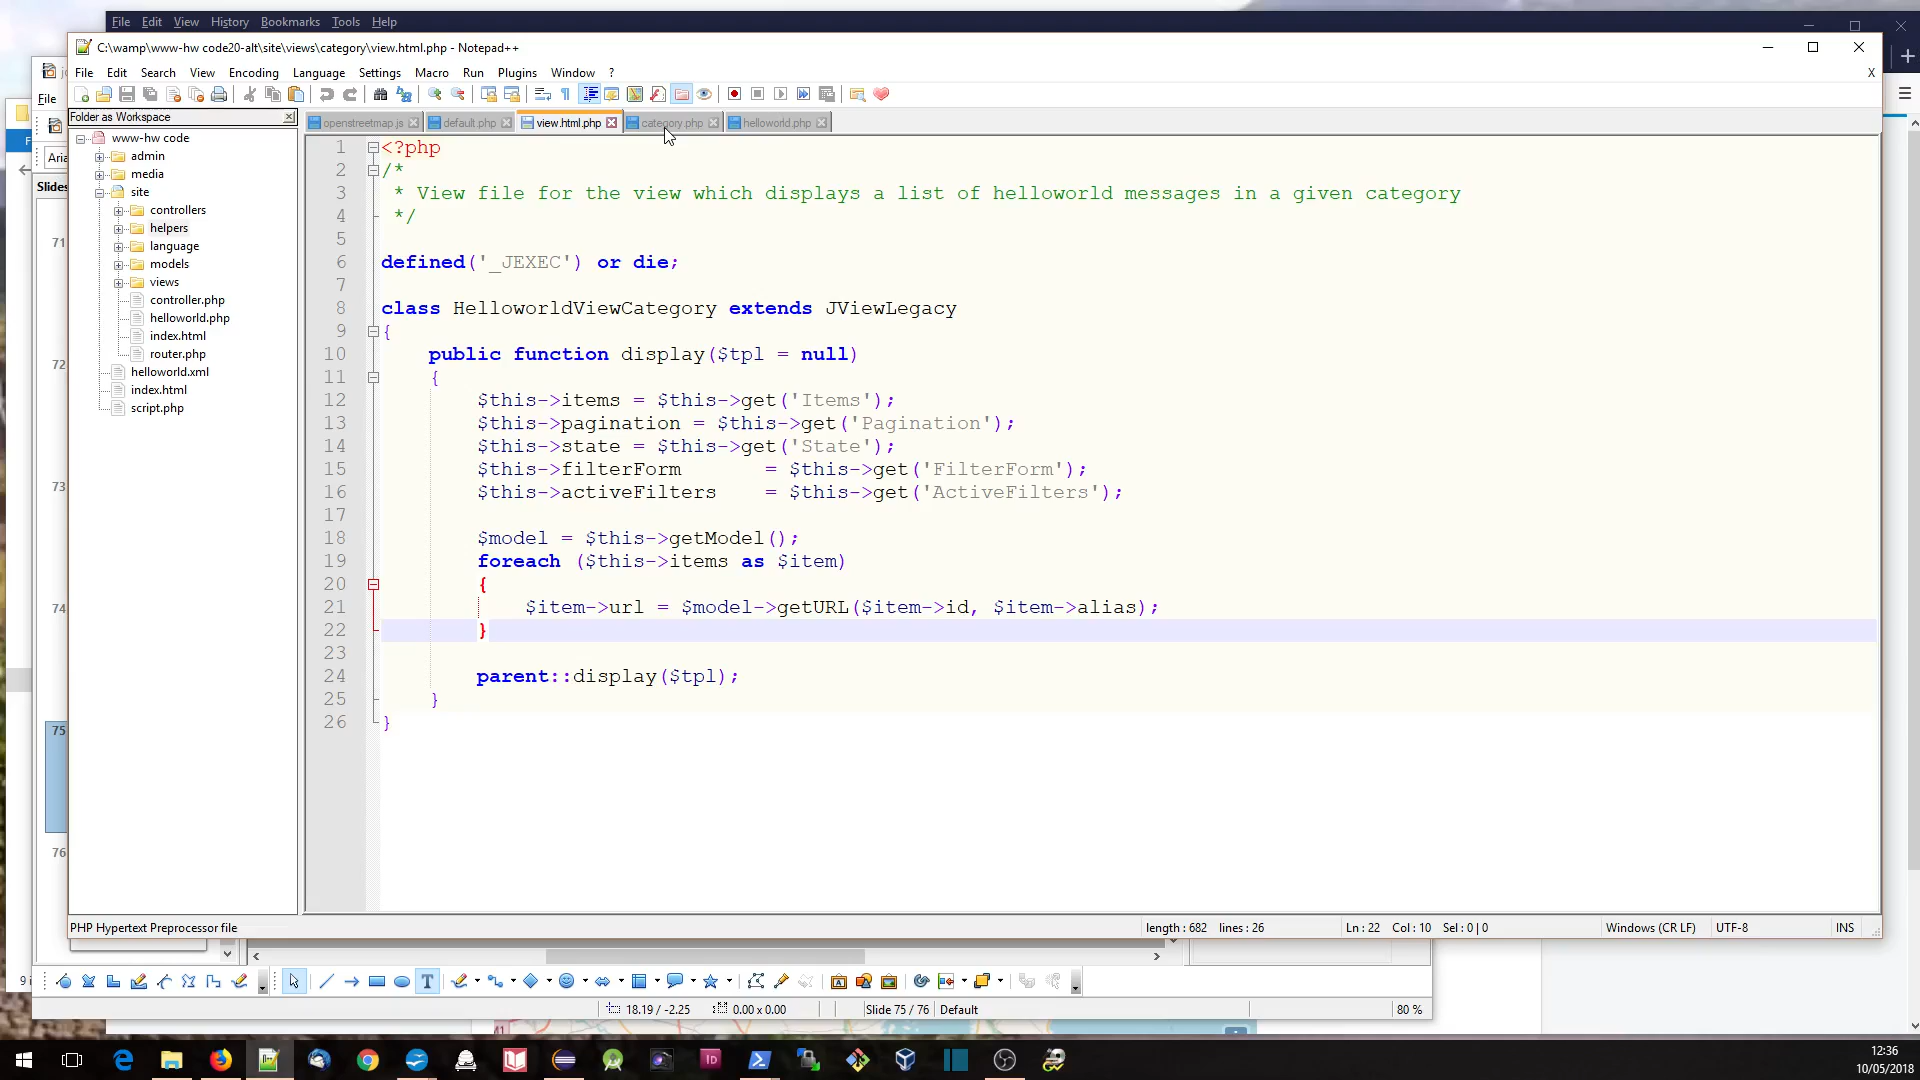 File Edit View History Bookmarks Tools Help
C:\wamp\www-hw code20-alt\site\views\category\view.html.php - Notepad++
File Edit Search View Encoding Language Settings Macro Run Plugins Window ? X
File
Folder as Workspace
openstreetmap.js default.php view.html.php category.php helloworld.php
Aria
Slides
www-hw code
admin
media
site
controllers
helpers
language
models
views
controller.php
helloworld.php
index.html
router.php
helloworld.xml
index.html
script.php
71
72
73
74
75
76
1 <?php
2 /*
3 * View file for the view which displays a list of helloworld messages in a given category
4 */
5
6 defined('_JEXEC') or die;
7
8 class HelloworldViewCategory extends JViewLegacy
9 {
10 public function display($tpl = null)
11 {
12 $this->items = $this->get('Items');
13 $this->pagination = $this->get('Pagination');
14 $this->state = $this->get('State');
15 $this->filterForm = $this->get('FilterForm');
16 $this->activeFilters = $this->get('ActiveFilters');
17
18 $model = $this->getModel();
19 foreach ($this->items as $item)
20 {
21 $item->url = $model->getURL($item->id, $item->alias);
22 }
23
24 parent::display($tpl);
25 }
26 }
PHP Hypertext Preprocessor file length : 682 lines : 26 Ln : 22 Col : 10 Sel : 0 | 0 Windows (CR LF) UTF-8 INS
9 i
18.19 / -2.25 0.00 x 0.00 Slide 75 / 76 Default 80 %
12:36
10/05/2018